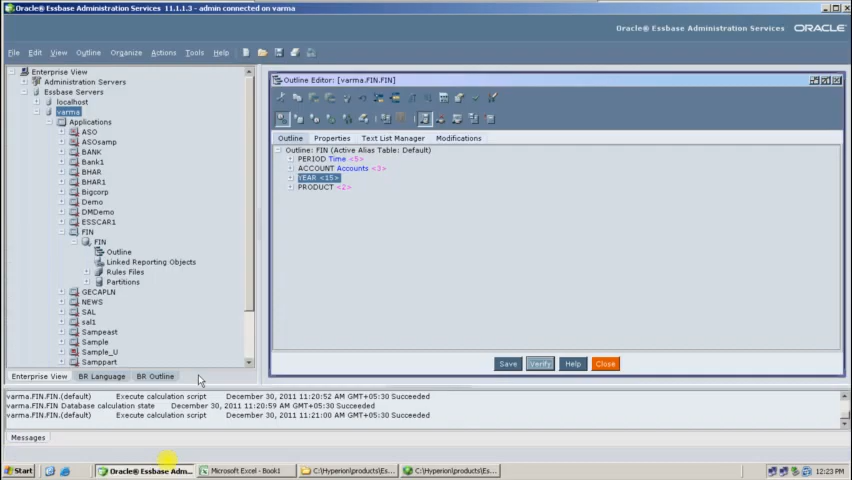 Oracle® Essbase Administration Services 11.1.1.3 - admin connected on varma
Oracle® Essbase Administration Services ORACLE®
File Edit View Outline Organize Actions Tools Help
Enterprise View
Administration Servers
Essbase Servers
localhost
varma
Applications
ASO
ASOsamp
BANK
Bank1
BHAR
BHAR1
Bigcorp
Demo
DMDemo
ESSCAR1
FIN
FIN
Outline
Linked Reporting Objects
Rules Files
Partitions
GECAPLN
NEWS
SAL
sal1
Sampeast
Sample
Sample_U
Samppart
Enterprise View BR Language BR Outline
Outline Editor: [varma.FIN.FIN]
Outline Properties Text List Manager Modifications
Outline: FIN (Active Alias Table: Default)
PERIOD Time <5>
ACCOUNT Accounts <3>
YEAR <15>
PRODUCT <2>
Save Verify Help Close
varma.FIN.FIN.(default) Execute calculation script December 30, 2011 11:20:52 AM GMT+05:30 Succeeded
varma.FIN.FIN Database calculation state December 30, 2011 11:20:59 AM GMT+05:30 Succeeded
varma.FIN.FIN.(default) Execute calculation script December 30, 2011 11:21:00 AM GMT+05:30 Succeeded
Messages
Start Oracle® Essbase Adm... Microsoft Excel - Book1 C:\Hyperion\products\Es... C:\Hyperion\products\Es... 12:23 PM